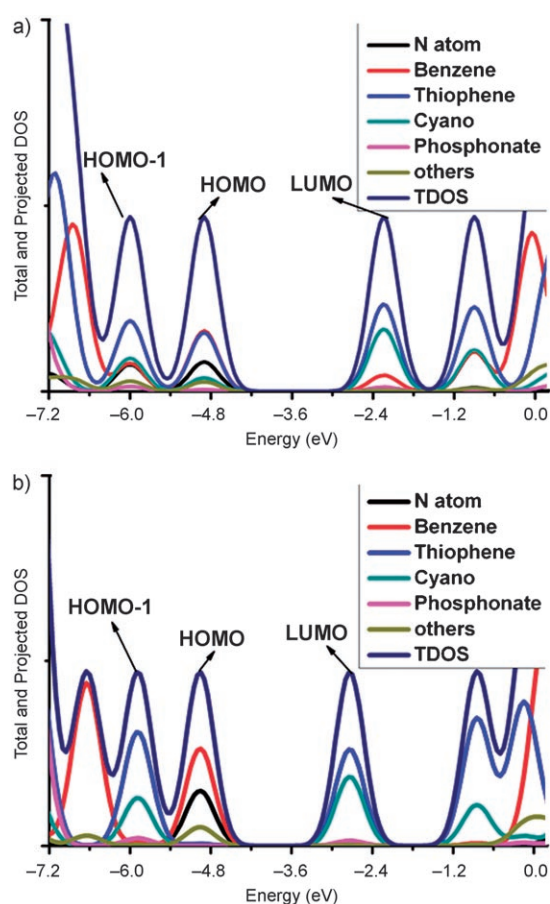 a)
Total and Projected DOS
N atom
Benzene
Thiophene
Cyano
Phosphonate
others
TDOS
HOMO-1
HOMO
LUMO
−7.2 −6.0 −4.8 −3.6 −2.4 −1.2 0.0
Energy (eV)
b)
Total and Projected DOS
N atom
Benzene
Thiophene
Cyano
Phosphonate
others
TDOS
HOMO-1
HOMO
LUMO
−7.2 −6.0 −4.8 −3.6 −2.4 −1.2 0.0
Energy (eV)